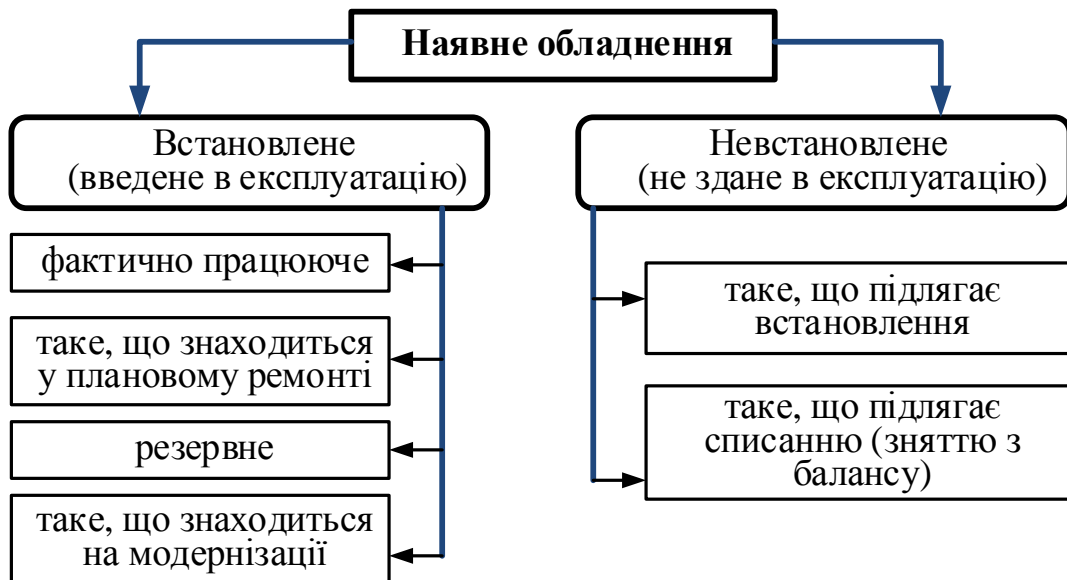 Наявне обладнення
Встановлене
(введене в експлуатацію)
фактично працююче
таке, що знаходиться
у плановому ремонті
резервне
таке, що знаходиться
на модернізації
Невстановлене
(не здане в експлуатацію)
таке, що підлягає
встановлення
таке, що підлягає
списанню (зняттю з
балансу)